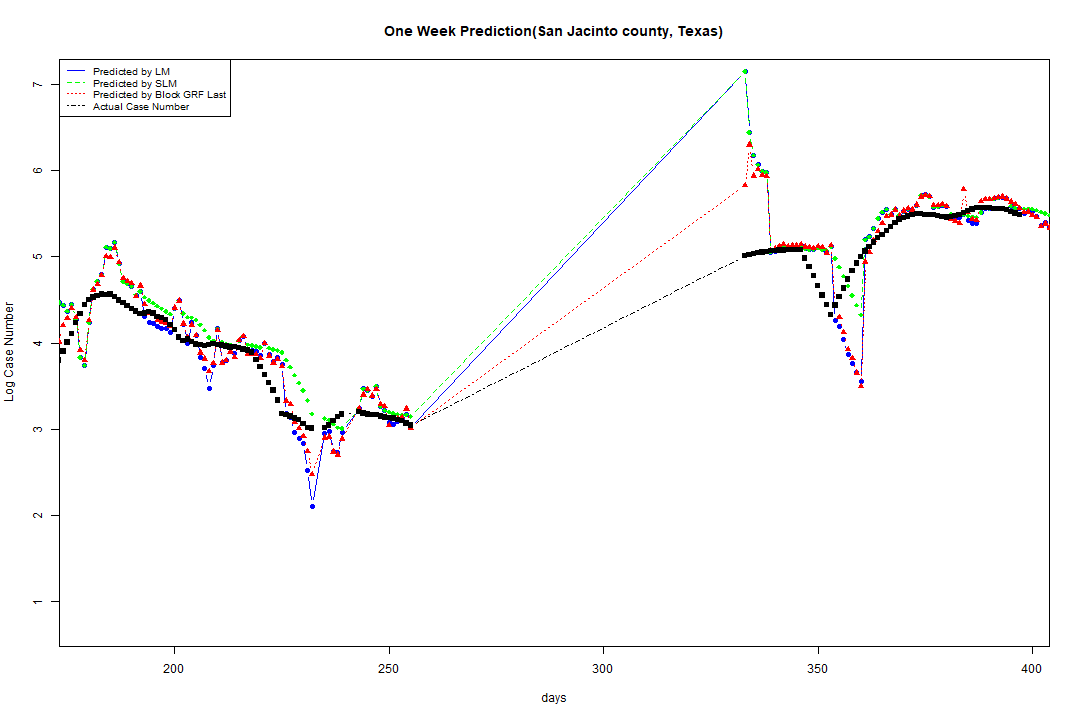 One Week Prediction(San Jacinto county, Texas)
Predicted by LM
Predicted by SLM
Predicted by Block GRF Last
Actual Case Number
7
6
5
4
3
2
1
Log Case Number
200 250 300 350 400
days